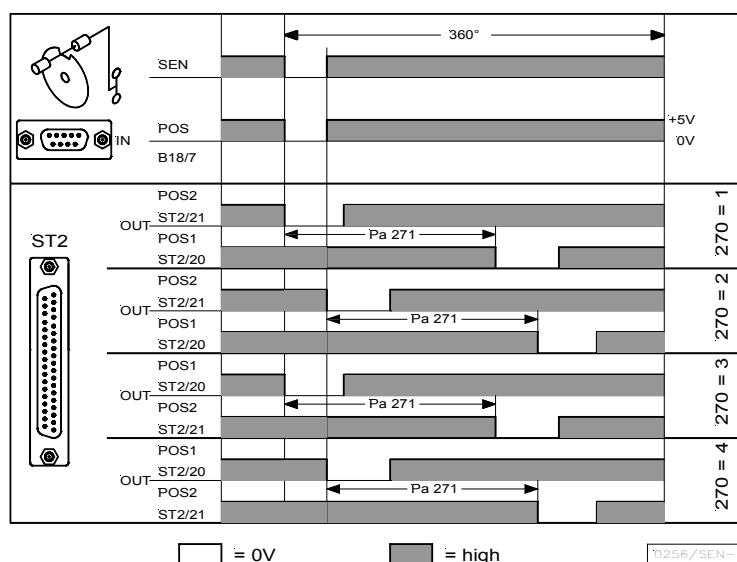 360°
SEN
IN
POS
B18/7
+5V
0V
ST2
OUT
POS2
ST2/21
POS1
ST2/20
Pa 271
270 = 1
OUT
POS2
ST2/21
POS1
ST2/20
Pa 271
270 = 2
OUT
POS1
ST2/20
POS2
ST2/21
Pa 271
270 = 3
OUT
POS1
ST2/20
POS2
ST2/21
Pa 271
270 = 4
= 0V
= high
0256/SEN-